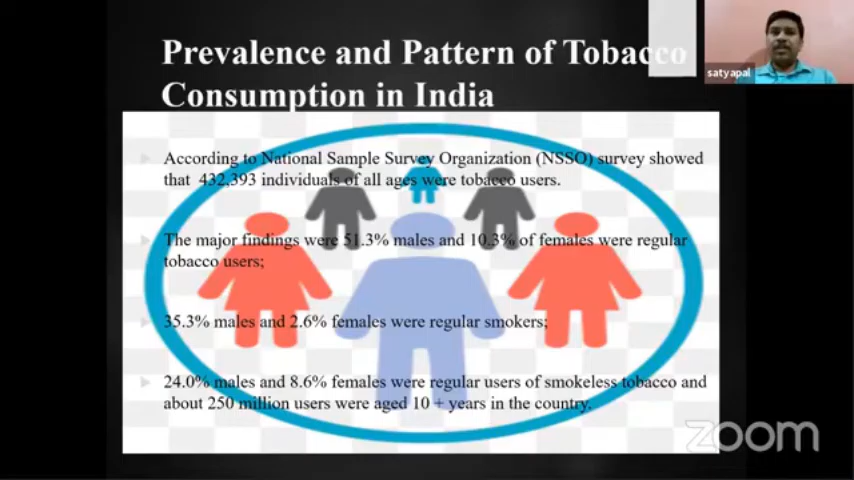 Prevalence and Pattern of Tobacco
Consumption in India
satyapal
According to National Sample Survey Organization (NSSO) survey showed
that 432,393 individuals of all ages were tobacco users.
The major findings were 51.3% males and 10.3% of females were regular
tobacco users;
35.3% males and 2.6% females were regular smokers;
24.0% males and 8.6% females were regular users of smokeless tobacco and
about 250 million users were aged 10 + years in the country.
zoom